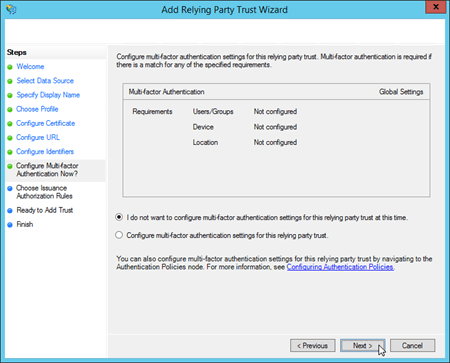 Add Relying Party Trust Wizard
X
Steps
Welcome
Select Data Source
Specify Display Name
Choose Profile
Configure Certificate
Configure URL
Configure Identifiers
Configure Multi-factor
Authentication Now?
Choose Issuance
Authorization Rules
Ready to Add Trust
Finish
Configure multi-factor authentication settings for this relying party trust. Multi-factor authentication is required if
there is a match for any of the specified requirements.
Multi-factor Authentication Global Settings
Requirements Users/Groups Not configured
Device Not configured
Location Not configured
I do not want to configure multi-factor authentication settings for this relying party trust at this time.
Configure multi-factor authentication settings for this relying party trust.
You can also configure multi-factor authentication settings for this relying party trust by navigating to the
Authentication Policies node. For more information, see Configuring Authentication Policies.
< Previous Next > Cancel